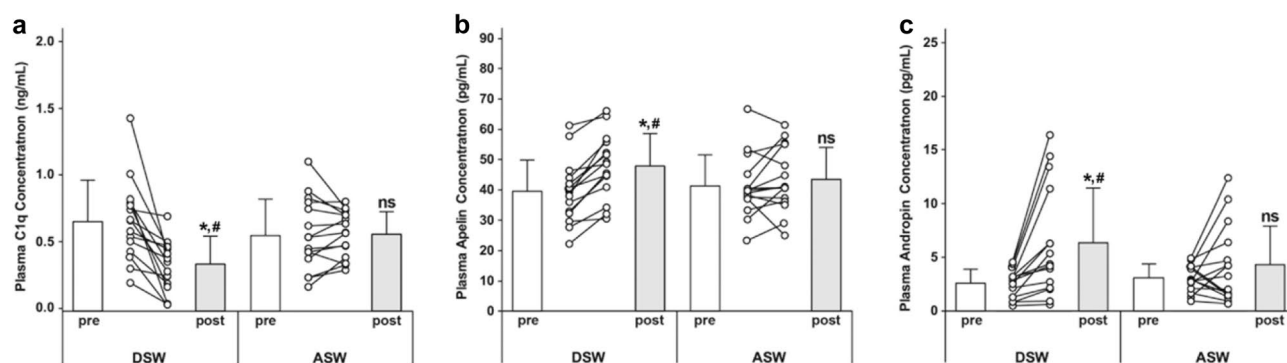 a
Plasma C1q Concentratnon (ng/mL)
2.0
1.5
1.0
0.5
0.0
*,#
ns
pre
post
pre
post
DSW
ASW
b
Plasma Apelin Concentratnon (pg/mL)
90
80
70
60
50
40
30
20
10
0
*,#
ns
pre
post
pre
post
DSW
ASW
c
Plasma Andropin Concentratnon (pg/mL)
25
20
15
10
5
0
*,#
ns
pre
post
pre
post
DSW
ASW